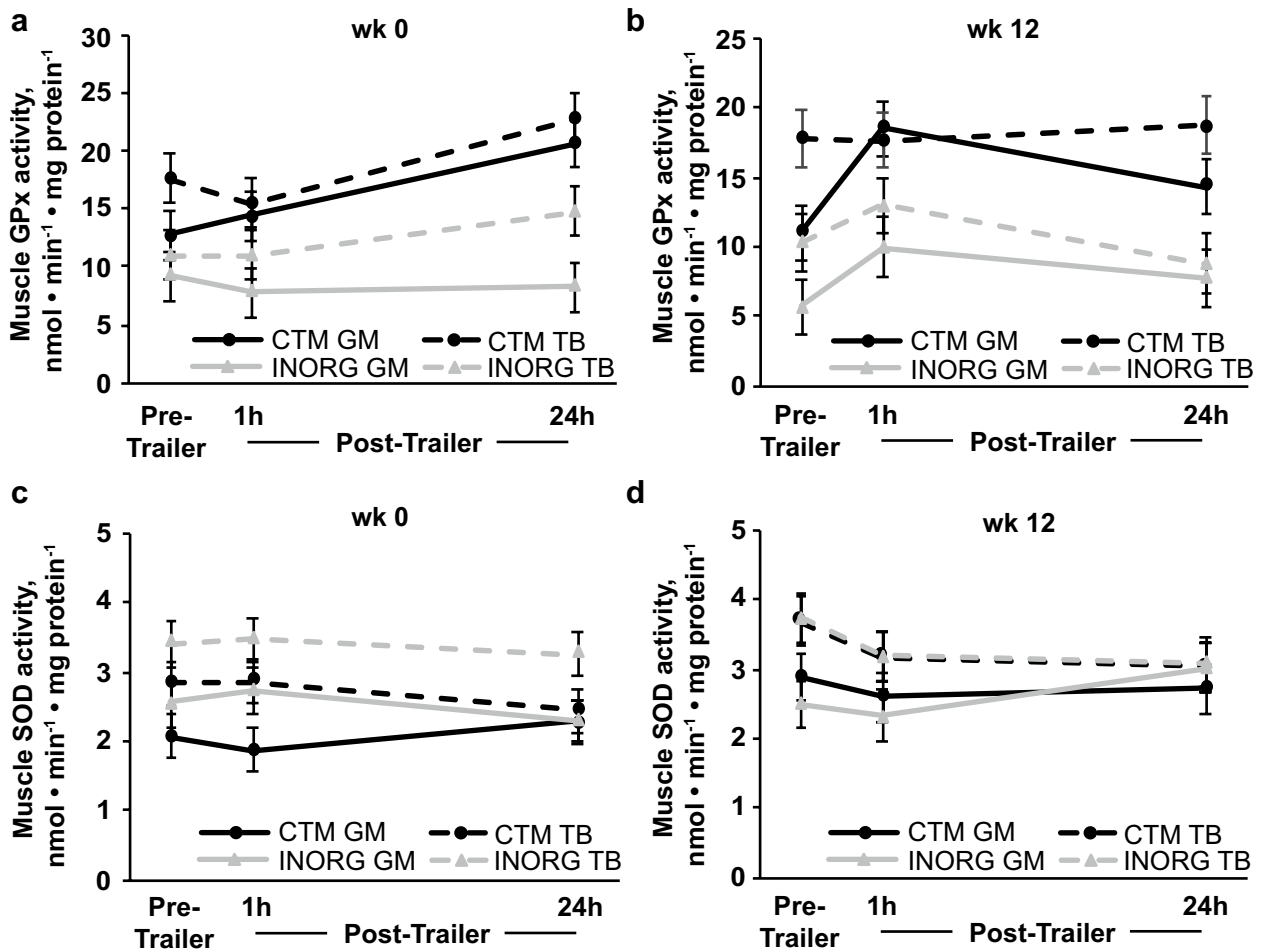 a
wk 0
Muscle GPx activity,
nmol • min⁻¹ • mg protein⁻¹
30
25
20
15
10
5
0
CTM GM
CTM TB
INORG GM
INORG TB
Pre-
Trailer
1h
24h
Post-Trailer
b
wk 12
Muscle GPx activity,
nmol • min⁻¹ • mg protein⁻¹
25
20
15
10
5
0
CTM GM
CTM TB
INORG GM
INORG TB
Pre-
Trailer
1h
24h
Post-Trailer
c
wk 0
Muscle SOD activity,
nmol • min⁻¹ • mg protein⁻¹
5
4
3
2
1
0
CTM GM
CTM TB
INORG GM
INORG TB
Pre-
Trailer
1h
24h
Post-Trailer
d
wk 12
Muscle SOD activity,
nmol • min⁻¹ • mg protein⁻¹
5
4
3
2
1
0
CTM GM
CTM TB
INORG GM
INORG TB
Pre-
Trailer
1h
24h
Post-Trailer